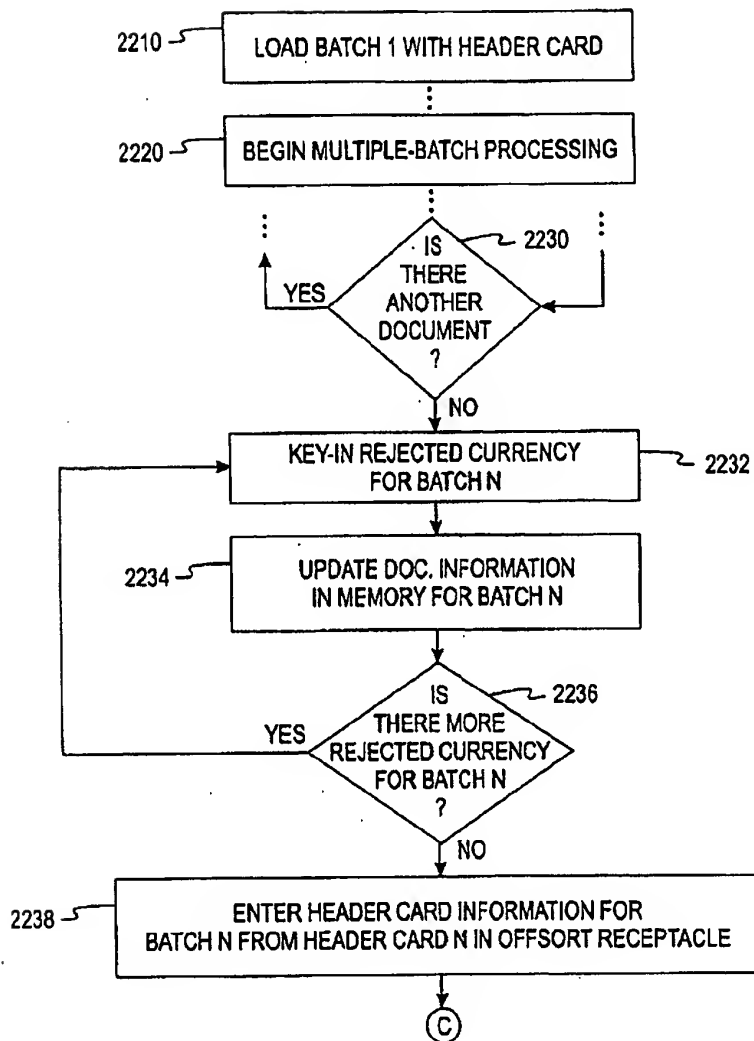 2210
LOAD BATCH 1 WITH HEADER CARD
2220
BEGIN MULTIPLE-BATCH PROCESSING
2230
IS
THERE
ANOTHER
DOCUMENT
?
YES
NO
KEY-IN REJECTED CURRENCY
FOR BATCH N
2232
2234
UPDATE DOC. INFORMATION
IN MEMORY FOR BATCH N
2236
IS
THERE MORE
REJECTED CURRENCY
FOR BATCH N
?
YES
NO
2238
ENTER HEADER CARD INFORMATION FOR
BATCH N FROM HEADER CARD N IN OFFSORT RECEPTACLE
C